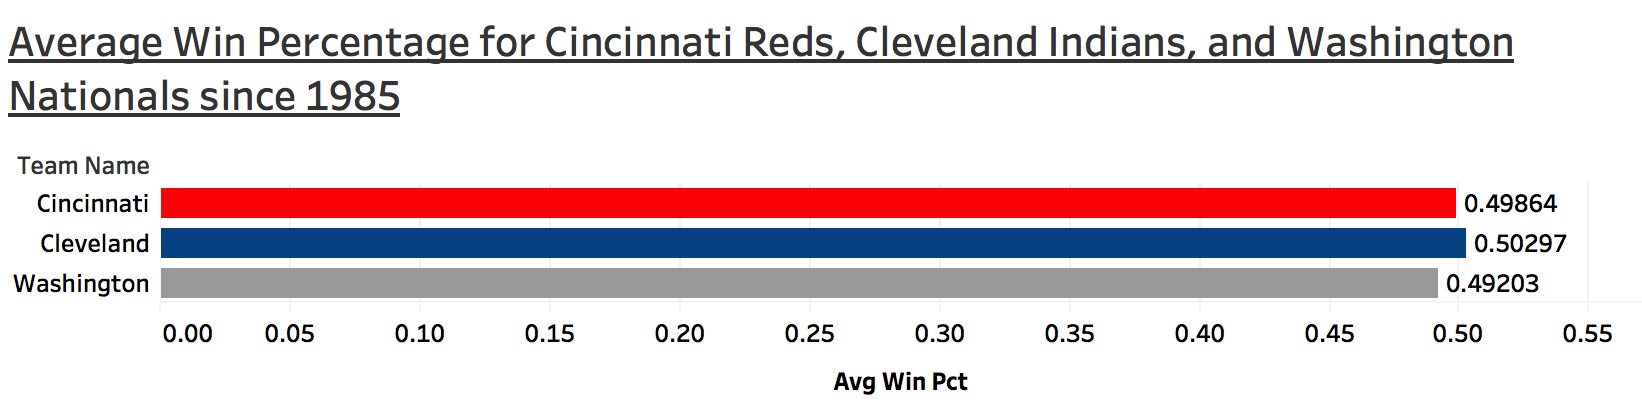 Average Win Percentage for Cincinnati Reds, Cleveland Indians, and Washington
Nationals since 1985
Team Name
Cincinnati 0.49864
Cleveland 0.50297
Washington 0.49203
0.00 0.05 0.10 0.15 0.20 0.25 0.30 0.35 0.40 0.45 0.50 0.55
Avg Win Pct